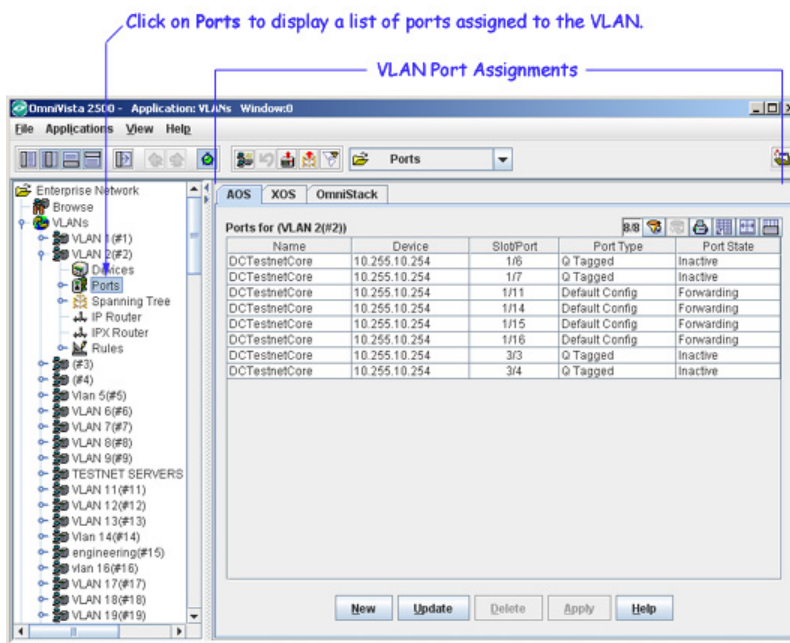 Click on Ports to display a list of ports assigned to the VLAN.
VLAN Port Assignments
OmniVista 2500 - Application: VLANs Window:0
File Applications View Help
Ports
Enterprise Network
Browse
VLANs
VLAN 1(#1)
VLAN 2(#2)
Devices
Ports
Spanning Tree
IP Router
IPX Router
Rules
(#3)
(#4)
Vlan 5(#5)
VLAN 6(#6)
VLAN 7(#7)
VLAN 8(#8)
VLAN 9(#9)
TESTNET SERVERS
VLAN 11(#11)
VLAN 12(#12)
VLAN 13(#13)
Vlan 14(#14)
engineering(#15)
vlan 16(#16)
VLAN 17(#17)
VLAN 18(#18)
VLAN 19(#19)
AOS XOS OmniStack
Ports for (VLAN 2(#2)) 8/8
Name Device Slot/Port Port Type Port State
DCTestnetCore 10.255.10.254 1/6 Q Tagged Inactive
DCTestnetCore 10.255.10.254 1/7 Q Tagged Inactive
DCTestnetCore 10.255.10.254 1/11 Default Config Forwarding
DCTestnetCore 10.255.10.254 1/14 Default Config Forwarding
DCTestnetCore 10.255.10.254 1/15 Default Config Forwarding
DCTestnetCore 10.255.10.254 1/16 Default Config Forwarding
DCTestnetCore 10.255.10.254 3/3 Q Tagged Inactive
DCTestnetCore 10.255.10.254 3/4 Q Tagged Inactive
New Update Delete Apply Help